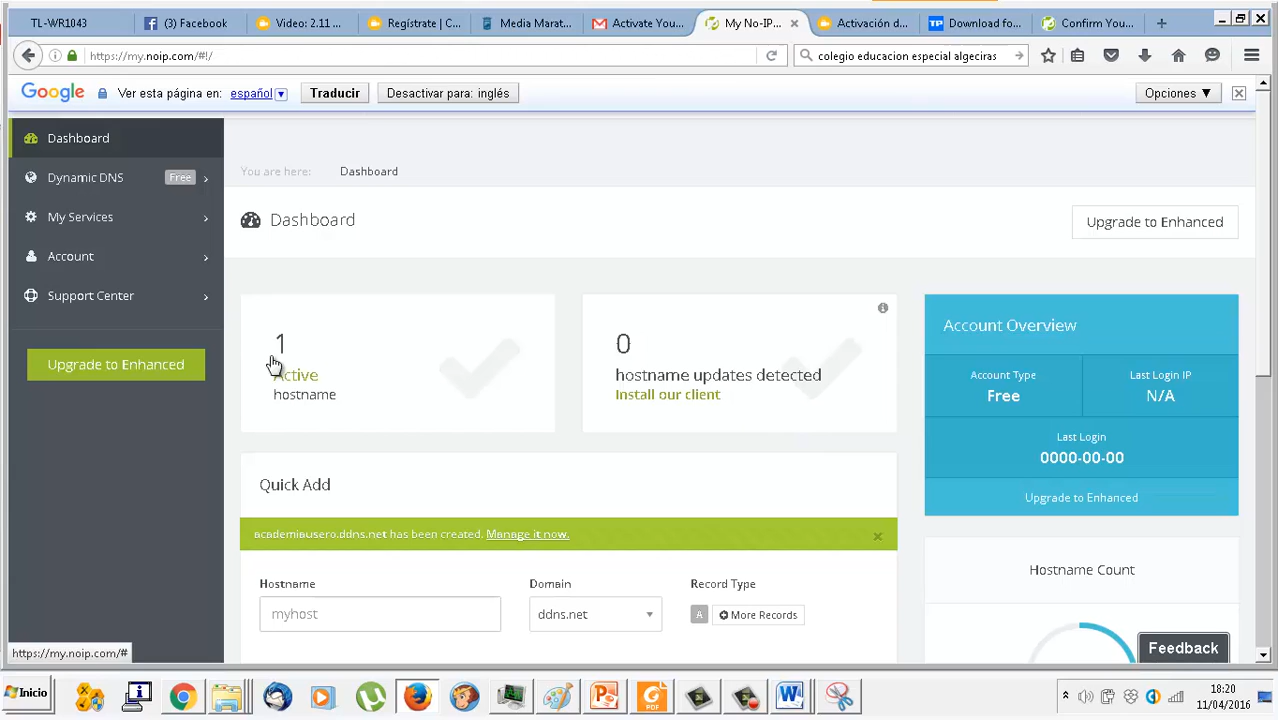 TL-WR1043
(3) Facebook
Video: 2.11 ...
Regístrate | C...
Media Marat...
Activate You...
My No-IP...
Activación d...
Download fo...
Confirm You...
https://my.noip.com/#!/
colegio educacion especial algeciras
Google
Ver esta página en: español
Traducir
Desactivar para: inglés
Opciones ▼
Dashboard
Dynamic DNS Free
My Services
Account
Support Center
Upgrade to Enhanced
You are here: Dashboard
Dashboard
Upgrade to Enhanced
1
Active
hostname
0
hostname updates detected
Install our client
Account Overview
Account Type
Free
Last Login IP
N/A
Last Login
0000-00-00
Upgrade to Enhanced
Quick Add
academiausero.ddns.net has been created. Manage it now.
Hostname
myhost
Domain
ddns.net
Record Type
A More Records
Hostname Count
Feedback
https://my.noip.com/#
Inicio
PDF
18:20
11/04/2016